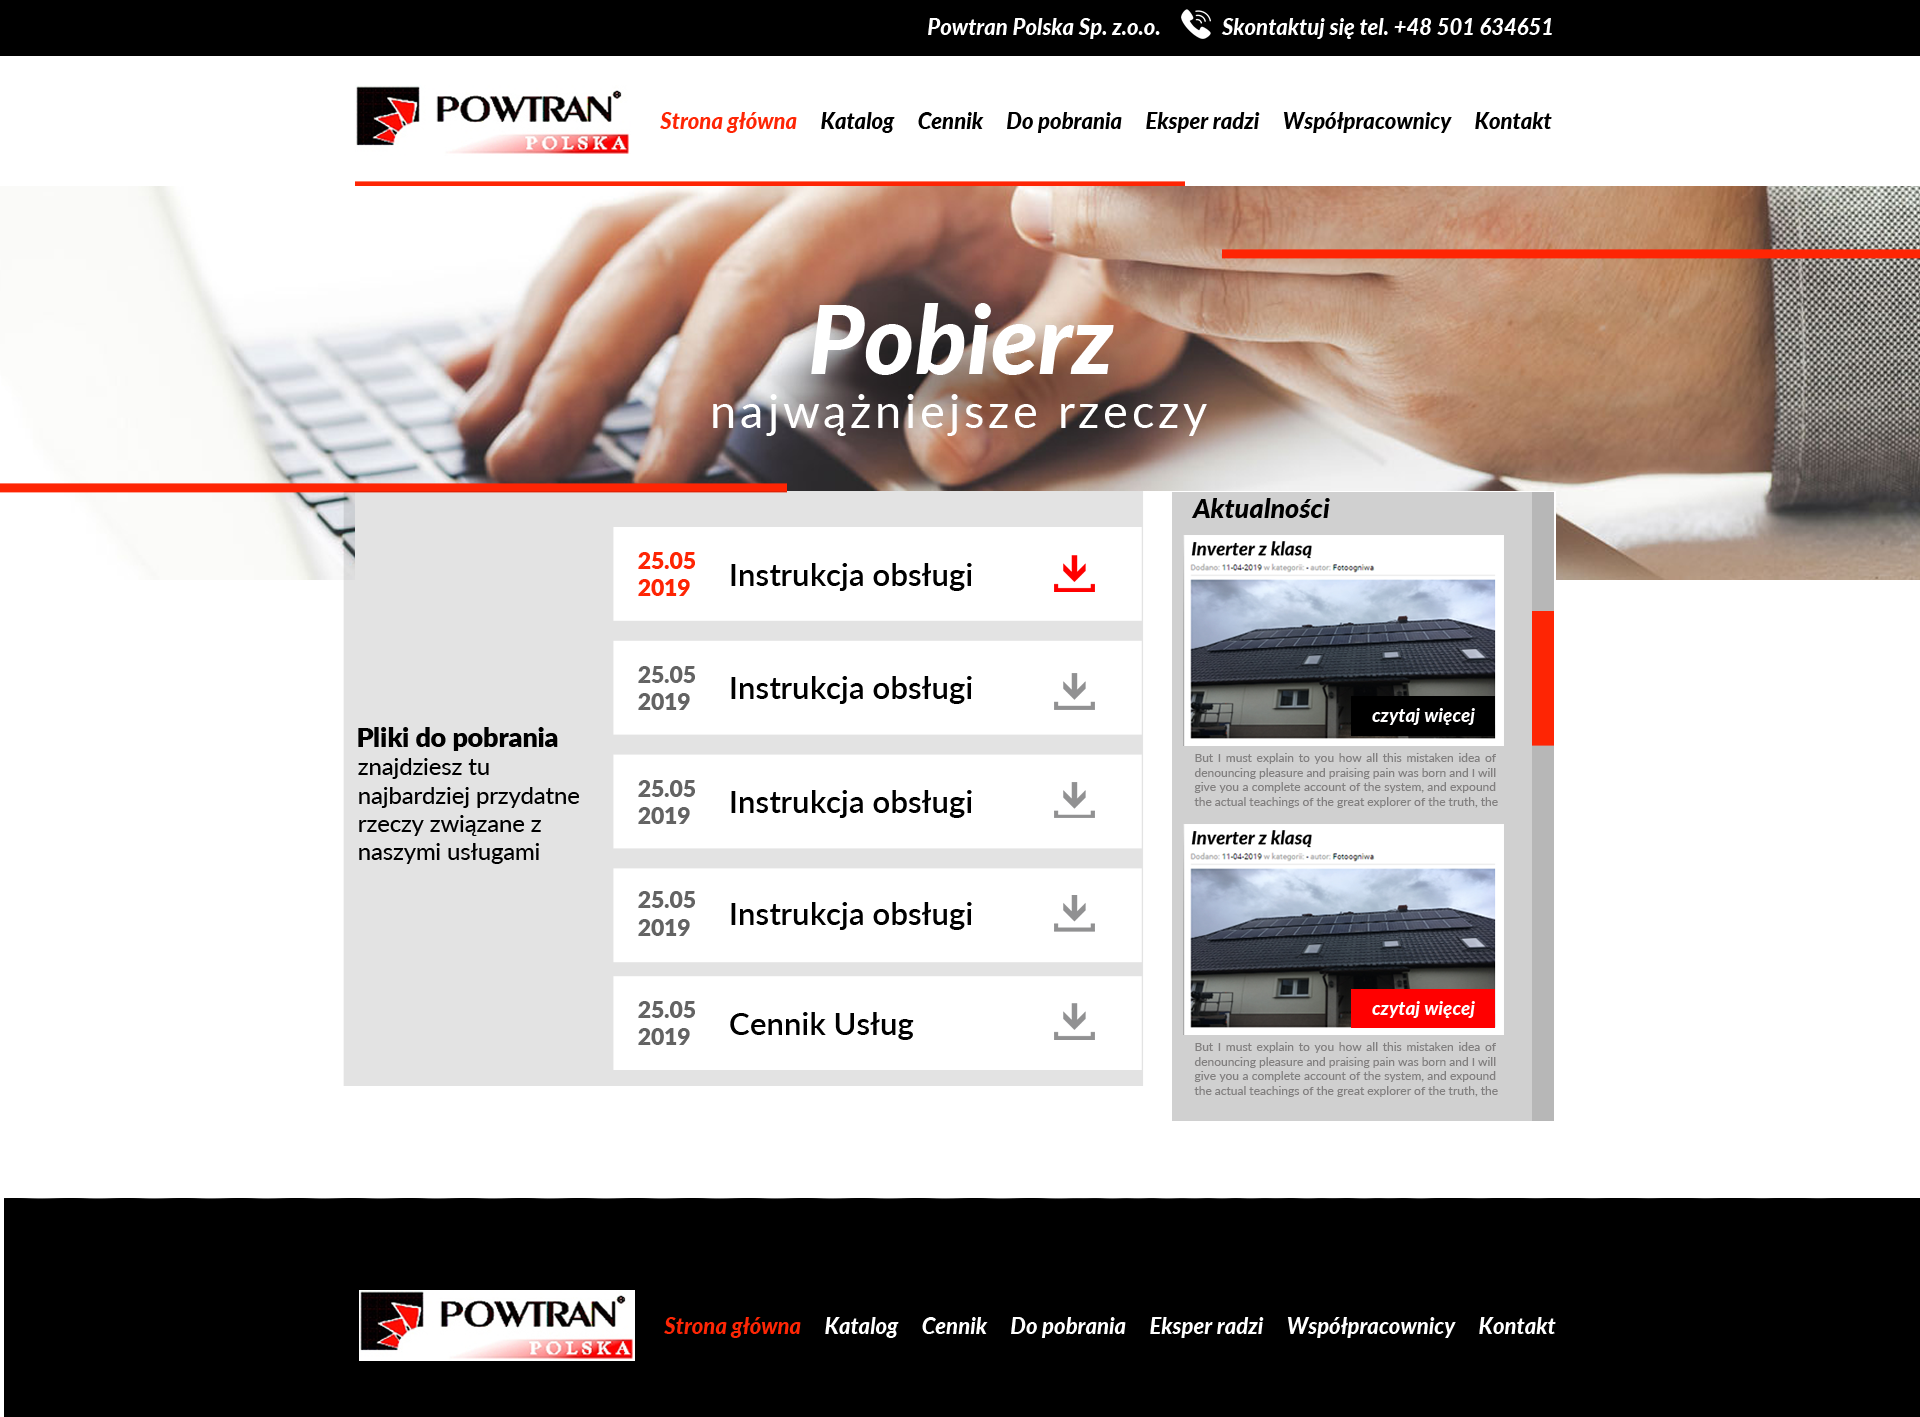 Powtran Polska Sp. z.o.o. Skontaktuj się tel. +48 501 634651
POWTRAN
POLSKA
Strona główna Katalog Cennik Do pobrania Eksper radzi Współpracownicy Kontakt
Pobierz
najważniejsze rzeczy
Pliki do pobrania
znajdziesz tu
najbardziej przydatne
rzeczy związane z
naszymi usługami
25.05
2019
Instrukcja obsługi
25.05
2019
Instrukcja obsługi
25.05
2019
Instrukcja obsługi
25.05
2019
Instrukcja obsługi
25.05
2019
Cennik Usług
Aktualności
Inverter z klasą
Dodano: 11-04-2019 w kategorii: - autor: Fotoogniwa
czytaj więcej
But I must explain to you how all this mistaken idea of
denouncing pleasure and praising pain was born and I will
give you a complete account of the system, and expound
the actual teachings of the great explorer of the truth, the
Inverter z klasą
Dodano: 11-04-2019 w kategorii: - autor: Fotoogniwa
czytaj więcej
But I must explain to you how all this mistaken idea of
denouncing pleasure and praising pain was born and I will
give you a complete account of the system, and expound
the actual teachings of the great explorer of the truth, the
POWTRAN
POLSKA
Strona główna Katalog Cennik Do pobrania Eksper radzi Współpracownicy Kontakt